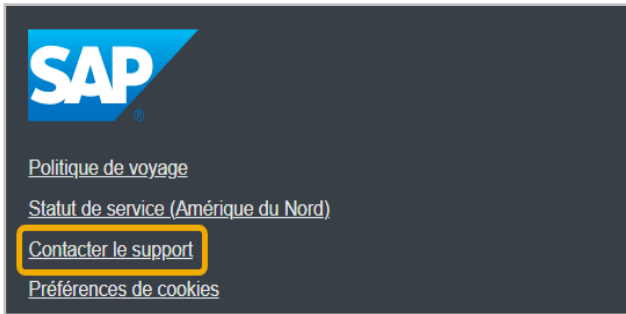 SAP
®
Politique de voyage
Statut de service (Amérique du Nord)
Contacter le support
Préférences de cookies